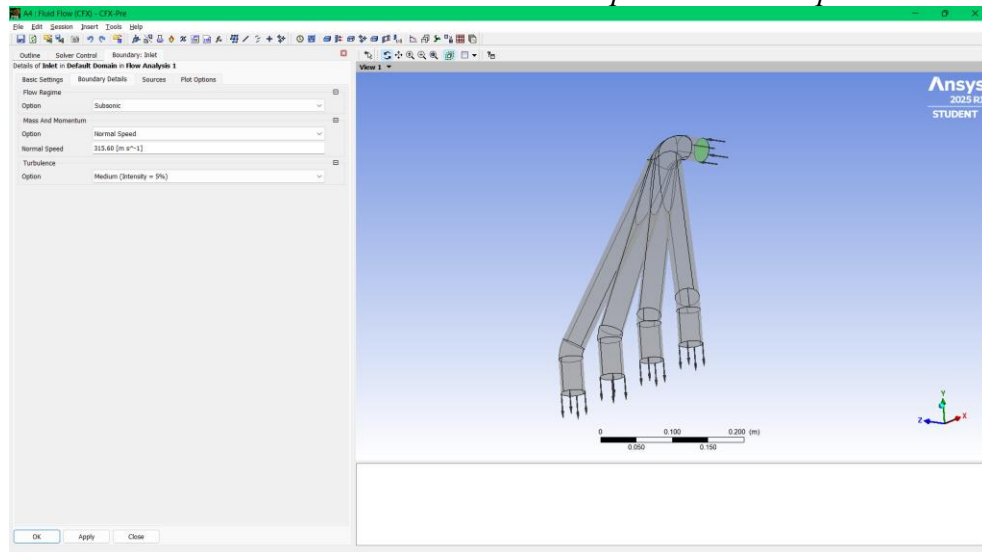 A4 : Fluid Flow (CFX) - CFX-Pre
File Edit Session Insert Tools Help
Outline Solver Control Boundary: Inlet
Details of Inlet in Default Domain in Flow Analysis 1
Basic Settings Boundary Details Sources Plot Options
Flow Regime
Option Subsonic
Mass And Momentum
Option Normal Speed
Normal Speed 315.60 [m s^-1]
Turbulence
Option Medium (Intensity = 5%)
OK Apply Close
View 1
Ansys
2025 R
STUDENT
Y
Z X
0 0.100 0.200 (m)
0.050 0.150